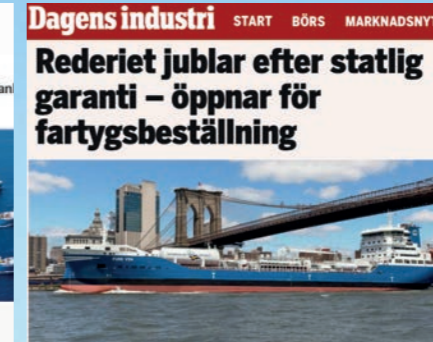 Dagens industri START BÖRS MARKNADSNYT
Rederiet jublar efter statlig
garanti – öppnar för
fartygsbeställning